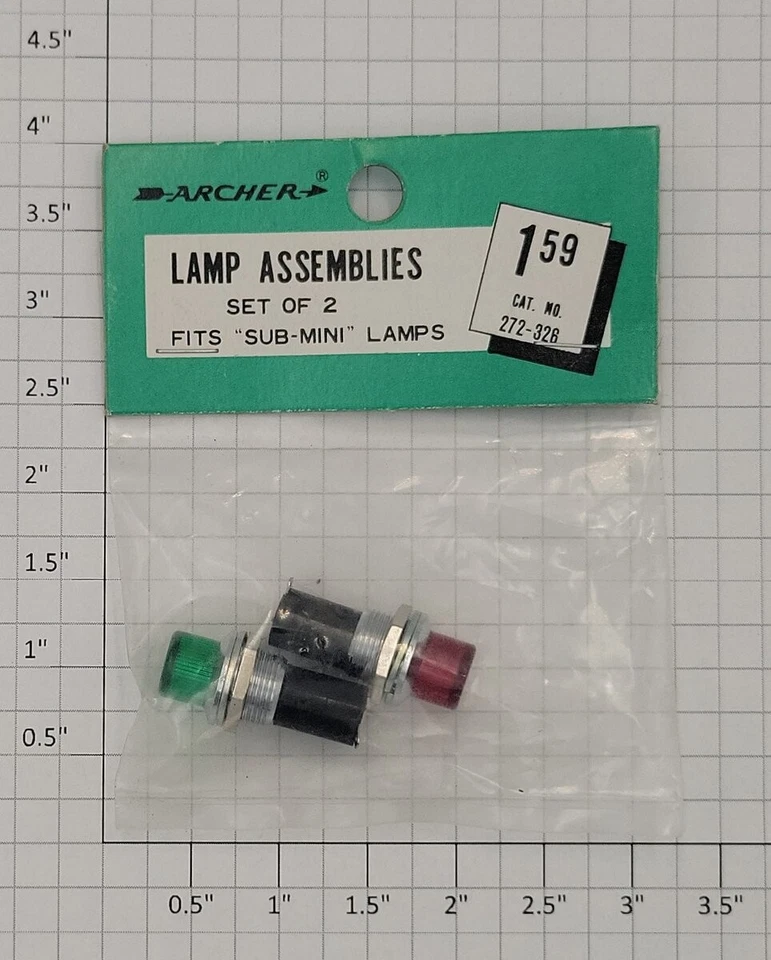 4.5"
4"
ARCHER®
3.5"
LAMP ASSEMBLIES
SET OF 2
FITS “SUB-MINI” LAMPS
1 59
CAT. NO.
272-326
3"
2.5"
2"
1.5"
1"
0.5"
0.5" 1" 1.5" 2" 2.5" 3" 3.5"